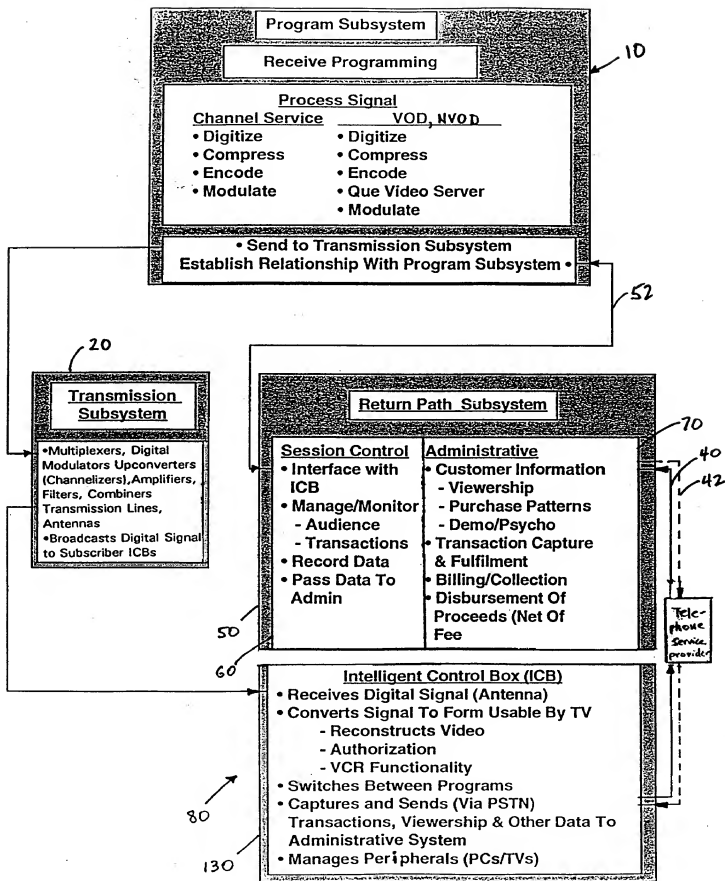 Program Subsystem
Receive Programming
10
Process Signal
Channel Service
• Digitize
• Compress
• Encode
• Modulate
VOD, NVOD
• Digitize
• Compress
• Encode
• Que Video Server
• Modulate
• Send to Transmission Subsystem
Establish Relationship With Program Subsystem •
52
20
Transmission
Subsystem
•Multiplexers, Digital
Modulators Upconverters
(Channelizers),Amplifiers,
Filters, Combiners
Transmission Lines,
Antennas
•Broadcasts Digital Signal
to Subscriber ICBs
Return Path Subsystem
70
40
42
Session Control
• Interface with
ICB
• Manage/Monitor
- Audience
- Transactions
• Record Data
• Pass Data To
Admin
50
60
Administrative
• Customer Information
- Viewership
- Purchase Patterns
- Demo/Psycho
• Transaction Capture
& Fulfilment
• Billing/Collection
• Disbursement Of
Proceeds (Net Of
Fee
Tele-
phone
service
provider
Intelligent Control Box (ICB)
• Receives Digital Signal (Antenna)
• Converts Signal To Form Usable By TV
- Reconstructs Video
- Authorization
- VCR Functionality
• Switches Between Programs
• Captures and Sends (Via PSTN)
Transactions, Viewership & Other Data To
Administrative System
• Manages Peripherals (PCs/TVs)
80
130